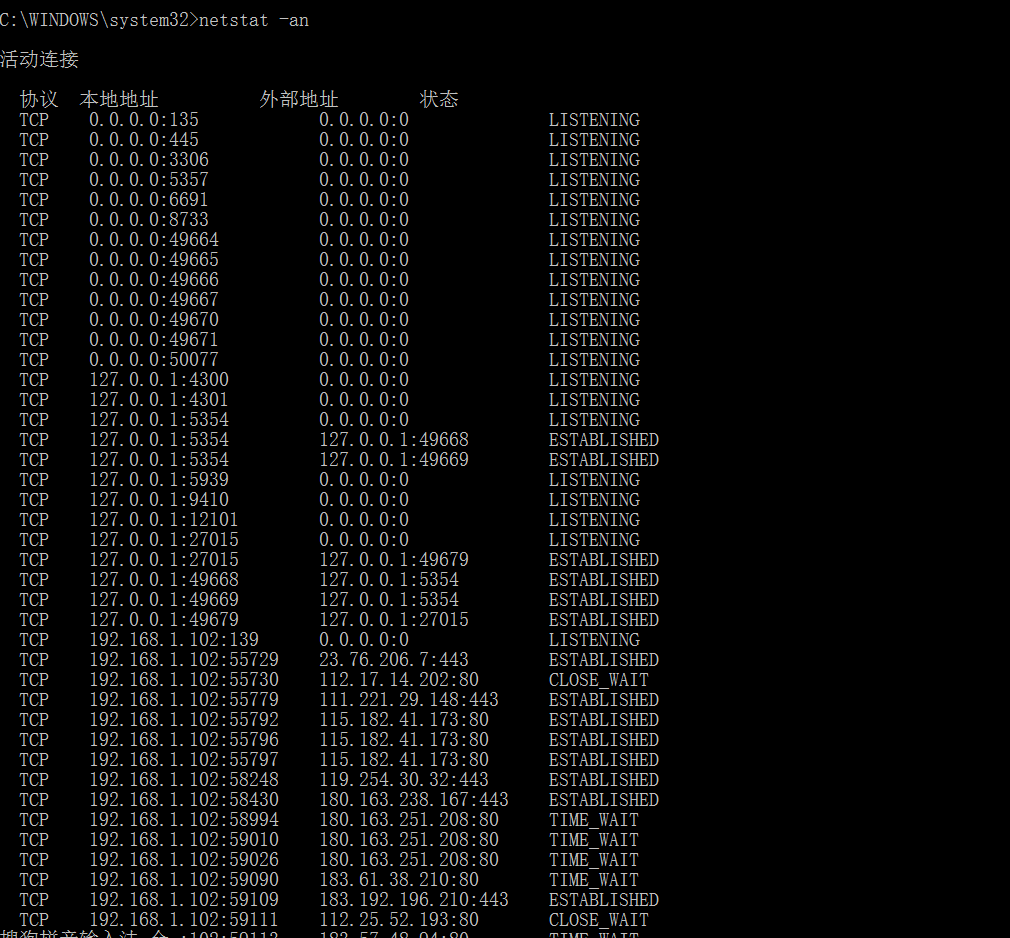 C:\WINDOWS\system32>netstat -an
活动连接
协议 本地地址 外部地址 状态
TCP 0.0.0.0:135 0.0.0.0:0 LISTENING
TCP 0.0.0.0:445 0.0.0.0:0 LISTENING
TCP 0.0.0.0:3306 0.0.0.0:0 LISTENING
TCP 0.0.0.0:5357 0.0.0.0:0 LISTENING
TCP 0.0.0.0:6691 0.0.0.0:0 LISTENING
TCP 0.0.0.0:8733 0.0.0.0:0 LISTENING
TCP 0.0.0.0:49664 0.0.0.0:0 LISTENING
TCP 0.0.0.0:49665 0.0.0.0:0 LISTENING
TCP 0.0.0.0:49666 0.0.0.0:0 LISTENING
TCP 0.0.0.0:49667 0.0.0.0:0 LISTENING
TCP 0.0.0.0:49670 0.0.0.0:0 LISTENING
TCP 0.0.0.0:49671 0.0.0.0:0 LISTENING
TCP 0.0.0.0:50077 0.0.0.0:0 LISTENING
TCP 127.0.0.1:4300 0.0.0.0:0 LISTENING
TCP 127.0.0.1:4301 0.0.0.0:0 LISTENING
TCP 127.0.0.1:5354 0.0.0.0:0 LISTENING
TCP 127.0.0.1:5354 127.0.0.1:49668 ESTABLISHED
TCP 127.0.0.1:5354 127.0.0.1:49669 ESTABLISHED
TCP 127.0.0.1:5939 0.0.0.0:0 LISTENING
TCP 127.0.0.1:9410 0.0.0.0:0 LISTENING
TCP 127.0.0.1:12101 0.0.0.0:0 LISTENING
TCP 127.0.0.1:27015 0.0.0.0:0 LISTENING
TCP 127.0.0.1:27015 127.0.0.1:49679 ESTABLISHED
TCP 127.0.0.1:49668 127.0.0.1:5354 ESTABLISHED
TCP 127.0.0.1:49669 127.0.0.1:5354 ESTABLISHED
TCP 127.0.0.1:49679 127.0.0.1:27015 ESTABLISHED
TCP 192.168.1.102:139 0.0.0.0:0 LISTENING
TCP 192.168.1.102:55729 23.76.206.7:443 ESTABLISHED
TCP 192.168.1.102:55730 112.17.14.202:80 CLOSE_WAIT
TCP 192.168.1.102:55779 111.221.29.148:443 ESTABLISHED
TCP 192.168.1.102:55792 115.182.41.173:80 ESTABLISHED
TCP 192.168.1.102:55796 115.182.41.173:80 ESTABLISHED
TCP 192.168.1.102:55797 115.182.41.173:80 ESTABLISHED
TCP 192.168.1.102:58248 119.254.30.32:443 ESTABLISHED
TCP 192.168.1.102:58430 180.163.238.167:443 ESTABLISHED
TCP 192.168.1.102:58994 180.163.251.208:80 TIME_WAIT
TCP 192.168.1.102:59010 180.163.251.208:80 TIME_WAIT
TCP 192.168.1.102:59026 180.163.251.208:80 TIME_WAIT
TCP 192.168.1.102:59090 183.61.38.210:80 TIME_WAIT
TCP 192.168.1.102:59109 183.192.196.210:443 ESTABLISHED
TCP 192.168.1.102:59111 112.25.52.193:80 CLOSE_WAIT
搜狗拼音输入法 全 TIME_WAIT